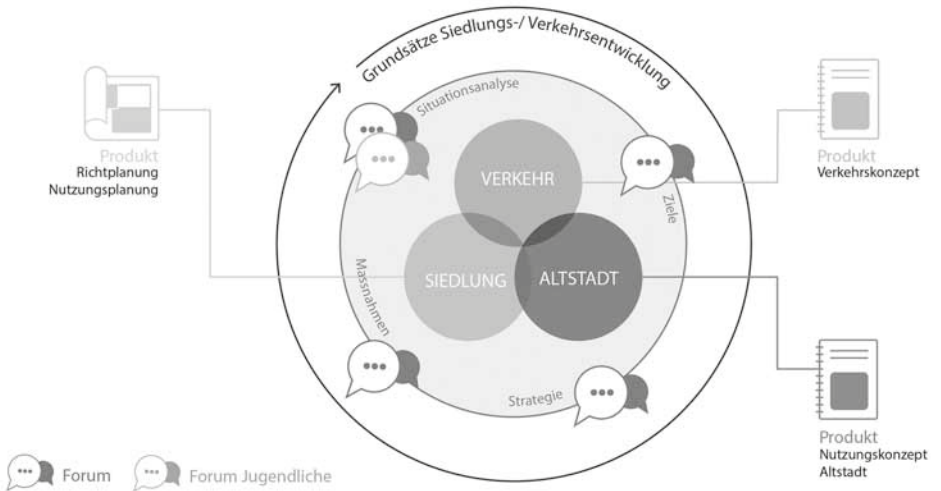 Grundsätze Siedlungs-/ Verkehrsentwicklung
Situationsanalyse
Produkt
Richtplanung
Nutzungsplanung
VERKEHR
Produkt
Verkehrskonzept
Ziele
SIEDLUNG
ALTSTADT
Massnahmen
Strategie
Produkt
Nutzungskonzept
Altstadt
Forum
Forum Jugendliche